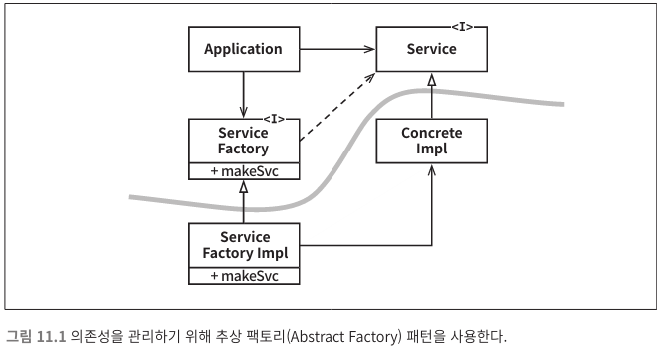 <I>
Application
Service
<I>
Service
Factory
+ makeSvc
Concrete
Impl
Service
Factory Impl
+ makeSvc
그림 11.1 의존성을 관리하기 위해 추상 팩토리(Abstract Factory) 패턴을 사용한다.